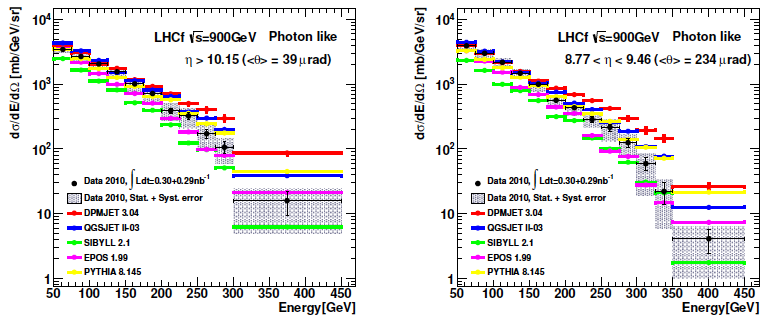 LHCf √s=900GeV Photon like
η > 10.15 (<θ> = 39 μrad)
dσ/dE/dΩ [mb/GeV/sr]
10⁴
10³
10²
10
1
Data 2010, ∫ Ldt=0.30+0.29nb⁻¹
Data 2010, Stat. + Syst. error
DPMJET 3.04
QGSJET II-03
SIBYLL 2.1
EPOS 1.99
PYTHIA 8.145
50 100 150 200 250 300 350 400 450
Energy[GeV]
LHCf √s=900GeV Photon like
8.77 < η < 9.46 (<θ> = 234 μrad)
dσ/dE/dΩ [mb/GeV/sr]
10⁴
10³
10²
10
1
Data 2010, ∫ Ldt=0.30+0.29nb⁻¹
Data 2010, Stat. + Syst. error
DPMJET 3.04
QGSJET II-03
SIBYLL 2.1
EPOS 1.99
PYTHIA 8.145
50 100 150 200 250 300 350 400 450
Energy[GeV]